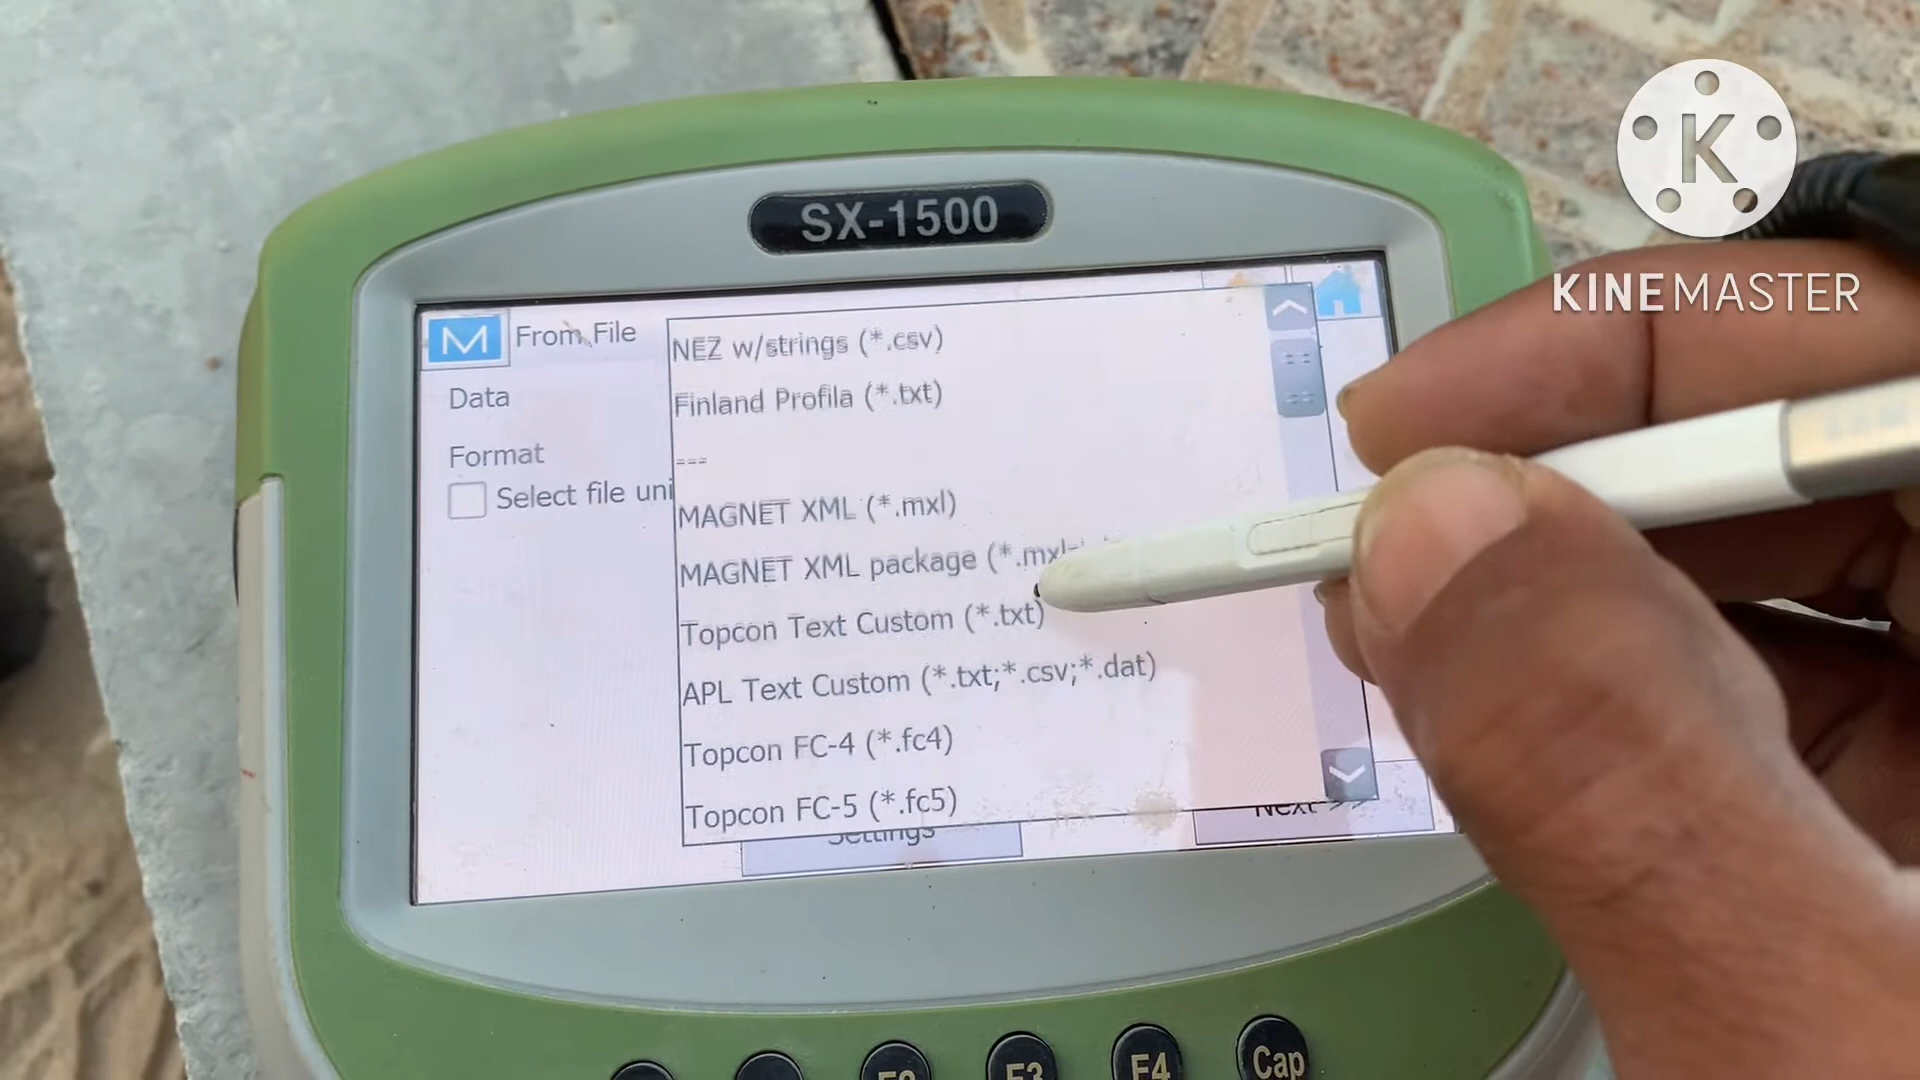 SX-1500
From File
Data
Format
Select file uni
NEZ w/strings (*.csv)
Finland Profila (*.txt)
===
MAGNET XML (*.mxl)
MAGNET XML package (*.mxl
Topcon Text Custom (*.txt)
APL Text Custom (*.txt;*.csv;*.dat)
Topcon FC-4 (*.fc4)
Topcon FC-5 (*.fc5)
Settings
Next >>
F2
F3
F4
Cap
K
KINEMASTER